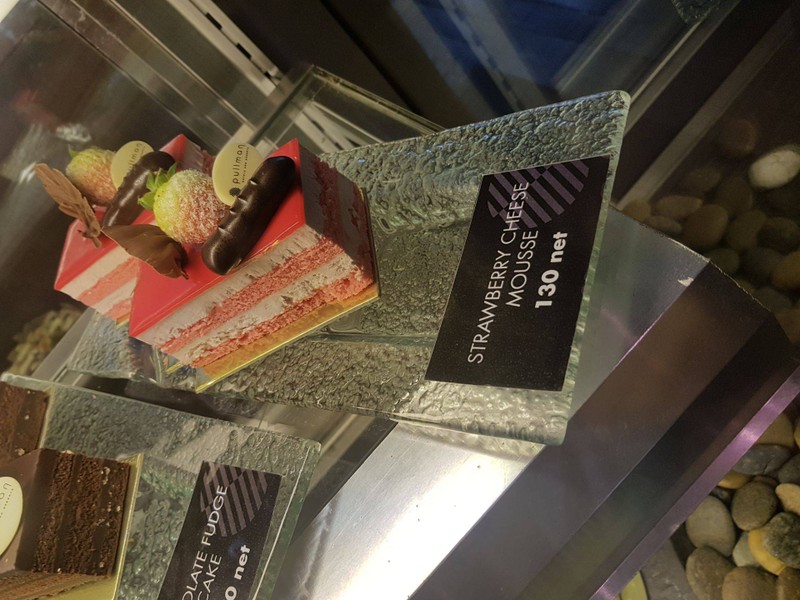 pullman
STRAWBERRY CHEESE
MOUSSE
130 net
OLATE FUDGE
CAKE
0 net